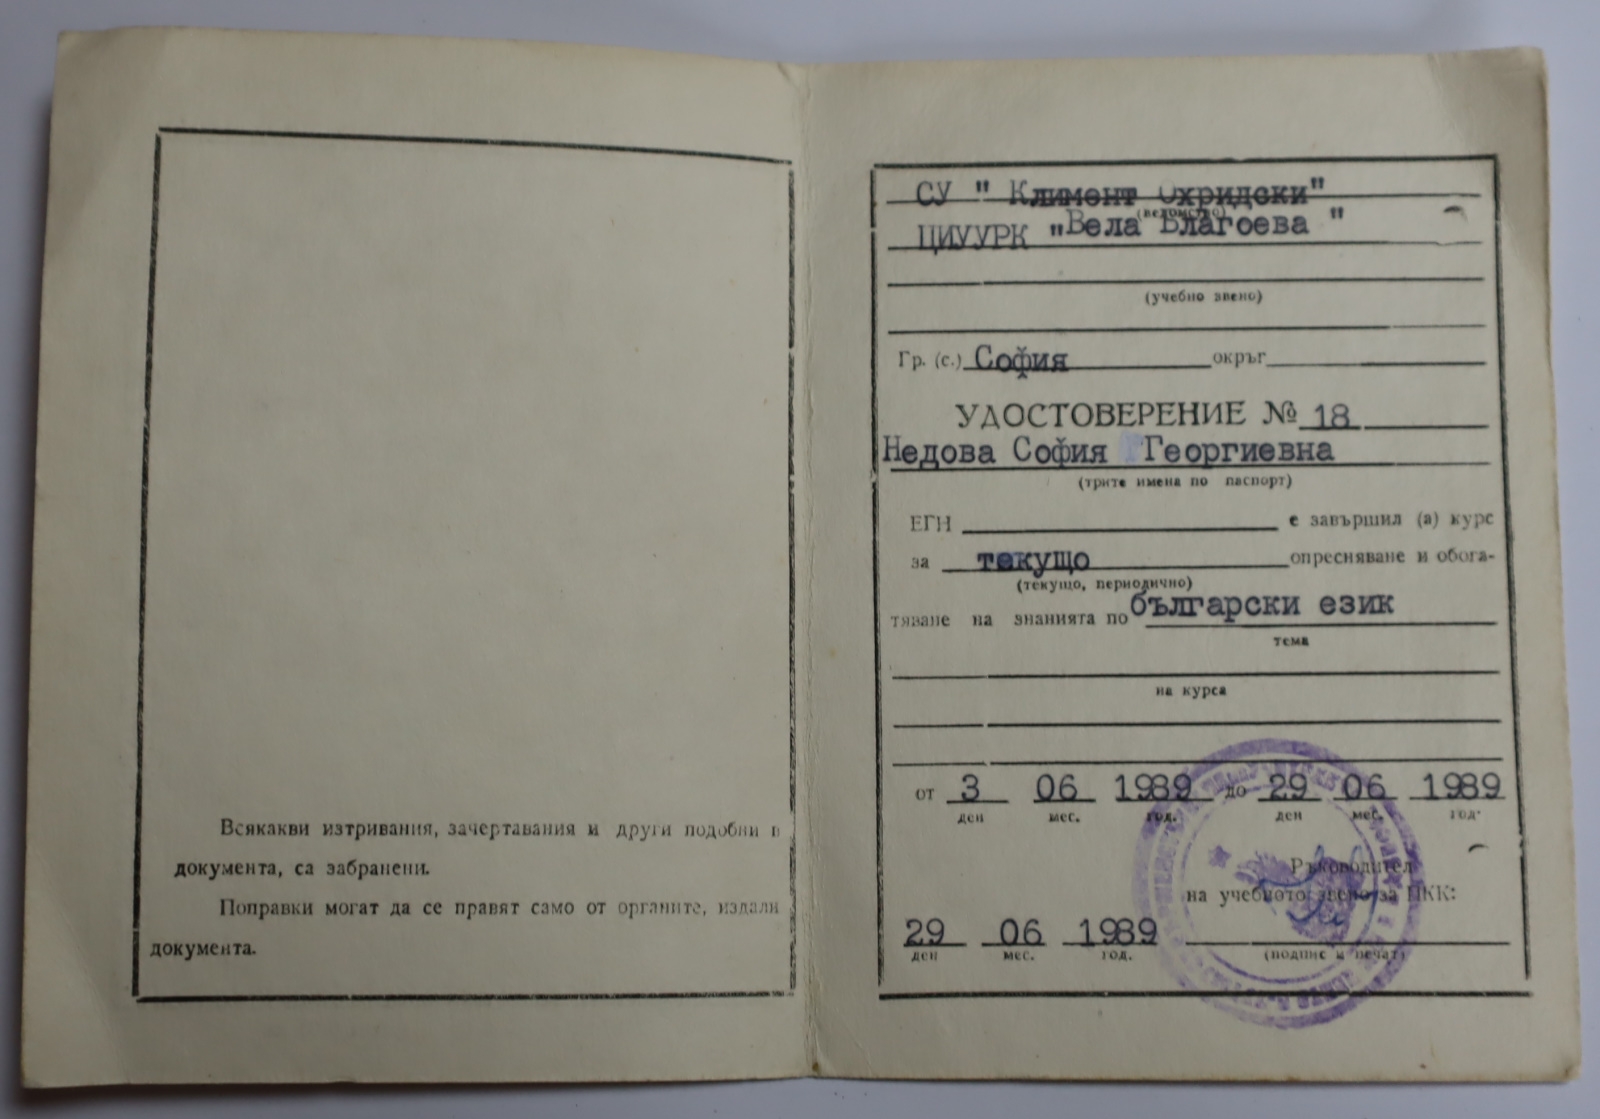 Всякакви изтривания, зачертавания и други подобни в
документа, са забранени.
Поправки могат да се правят само от органите, издали
документа.
СУ " Климент Охридски"
(ведомство)
ЦИУУРК "Вела Благоева "
(учебно звено)
Гр. (с.) София окръг
УДОСТОВЕРЕНИЕ № 18
Недова София Георгиевна
(трите имена по паспорт)
ЕГН е завършил (а) курс
за текущо опресняване и обога-
(текущо, периодично)
тяване на знанията по български език
тема
на курса
от 3 06 1989 до 29 06 1989
ден мес. год. ден мес. год.
Ръководител
на учебното звено за ПКК:
29 06 1989
ден мес. год. (подпис и печат)